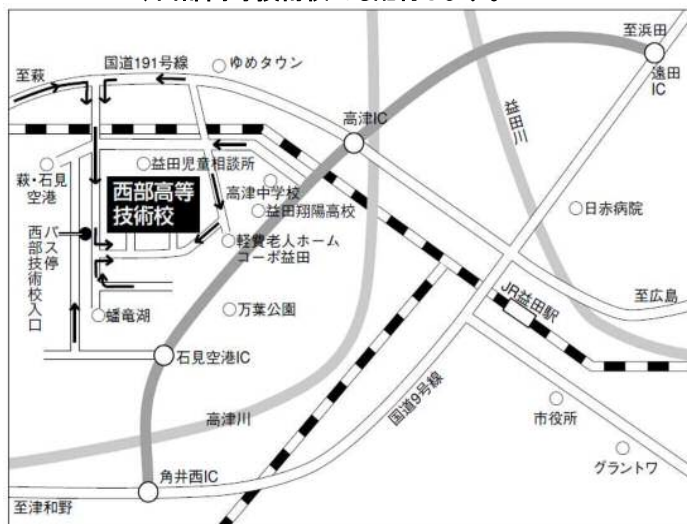 至浜田
国道191号線
ゆめタウン
至萩
遠田
IC
高津IC
益田川
益田児童相談所
萩・石見
空港
高津中学校
西部高等
技術校
益田翔陽高校
日赤病院
バス停
西部技術校入口
軽費老人ホーム
コーポ益田
JR益田駅
至広島
蟠竜湖
万葉公園
石見空港IC
国道9号線
高津川
市役所
グラントワ
角井西IC
至津和野